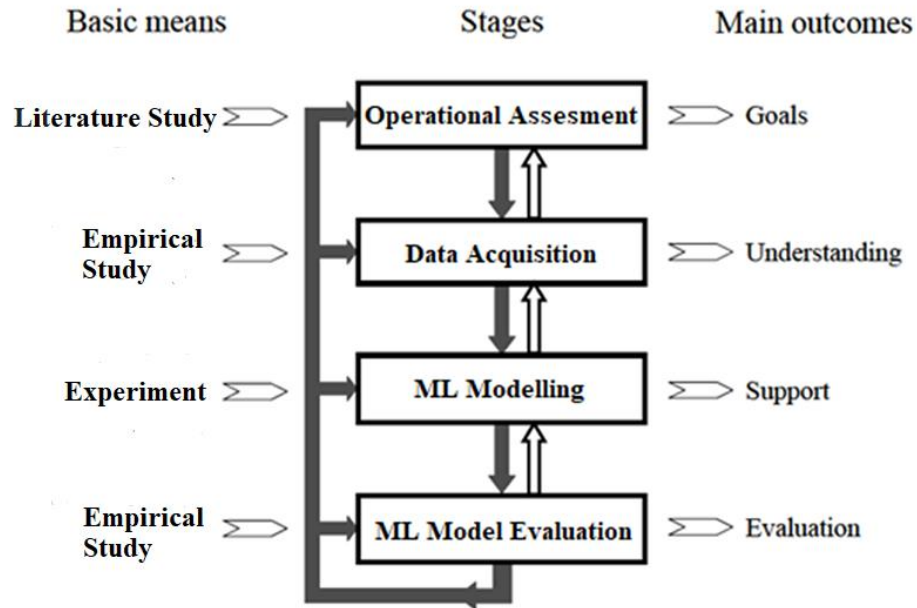 Basic means Stages Main outcomes
Literature Study Operational Assesment Goals
Empirical
Study Data Acquisition Understanding
Experiment ML Modelling Support
Empirical
Study ML Model Evaluation Evaluation